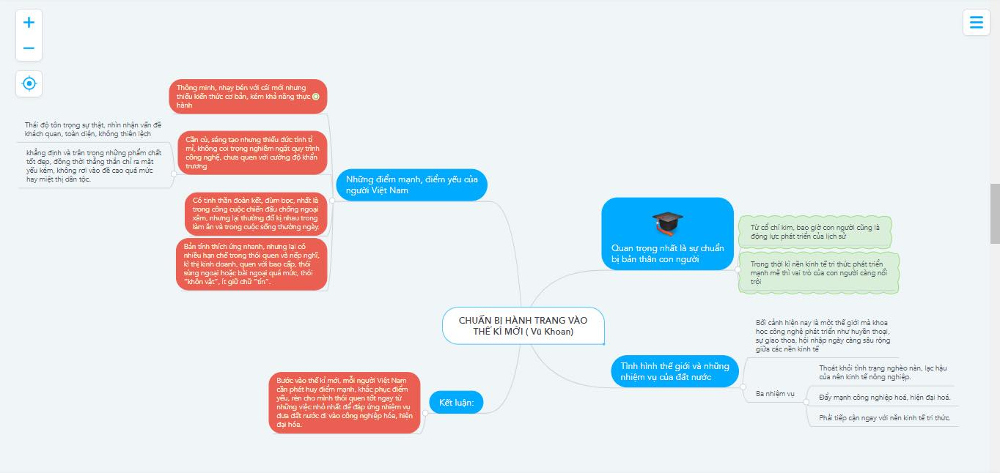 Thông minh, nhạy bén với cái mới nhưng
thiếu kiến thức cơ bản, kém khả năng thực
hành
Thái độ tôn trọng sự thật, nhìn nhận vấn đề
khách quan, toàn diện, không thiên lệch
khẳng định và trân trọng những phẩm chất
tốt đẹp, đồng thời thẳng thắn chỉ ra mặt
yếu kém, không rơi vào đề cao quá mức
hay miệt thị dân tộc.
Cần cù, sáng tạo nhưng thiếu đức tính tỉ
mỉ, không coi trọng nghiêm ngặt quy trình
công nghệ, chưa quen với cường độ khẩn
trương
Có tinh thần đoàn kết, đùm bọc, nhất là
trong công cuộc chiến đấu chống ngoại
xâm, nhưng lại thường đố kị nhau trong
làm ăn và trong cuộc sống thường ngày.
Bản tính thích ứng nhanh, nhưng lại có
nhiều hạn chế trong thói quen và nếp nghĩ,
kì thị kinh doanh, quen với bao cấp, thói
sùng ngoại hoặc bài ngoại quá mức, thói
“khôn vặt”, ít giữ chữ “tín”.
Những điểm mạnh, điểm yếu của
người Việt Nam
Quan trọng nhất là sự chuẩn
bị bản thân con người
Từ cổ chí kim, bao giờ con người cũng là
động lực phát triển của lịch sử
Trong thời kì nền kinh tế tri thức phát triển
mạnh mẽ thì vai trò của con người càng nổi
trội
CHUẨN BỊ HÀNH TRANG VÀO
THẾ KỈ MỚI ( Vũ Khoan)
Tình hình thế giới và những
nhiệm vụ của đất nước
Bối cảnh hiện nay là một thế giới mà khoa
học công nghệ phát triển như huyền thoại,
sự giao thoa, hội nhập ngày càng sâu rộng
giữa các nền kinh tế
Ba nhiệm vụ
Thoát khỏi tình trạng nghèo nàn, lạc hậu
của nền kinh tế nông nghiệp.
Đẩy mạnh công nghiệp hoá, hiện đại hoá.
Phải tiếp cận ngay với nền kinh tế tri thức.
Kết luận:
Bước vào thế kỉ mới, mỗi người Việt Nam
cần phát huy điểm mạnh, khắc phục điểm
yếu, rèn cho mình thói quen tốt ngay từ
những việc nhỏ nhất để đáp ứng nhiệm vụ
đưa đất nước đi vào công nghiệp hóa, hiện
đại hóa.